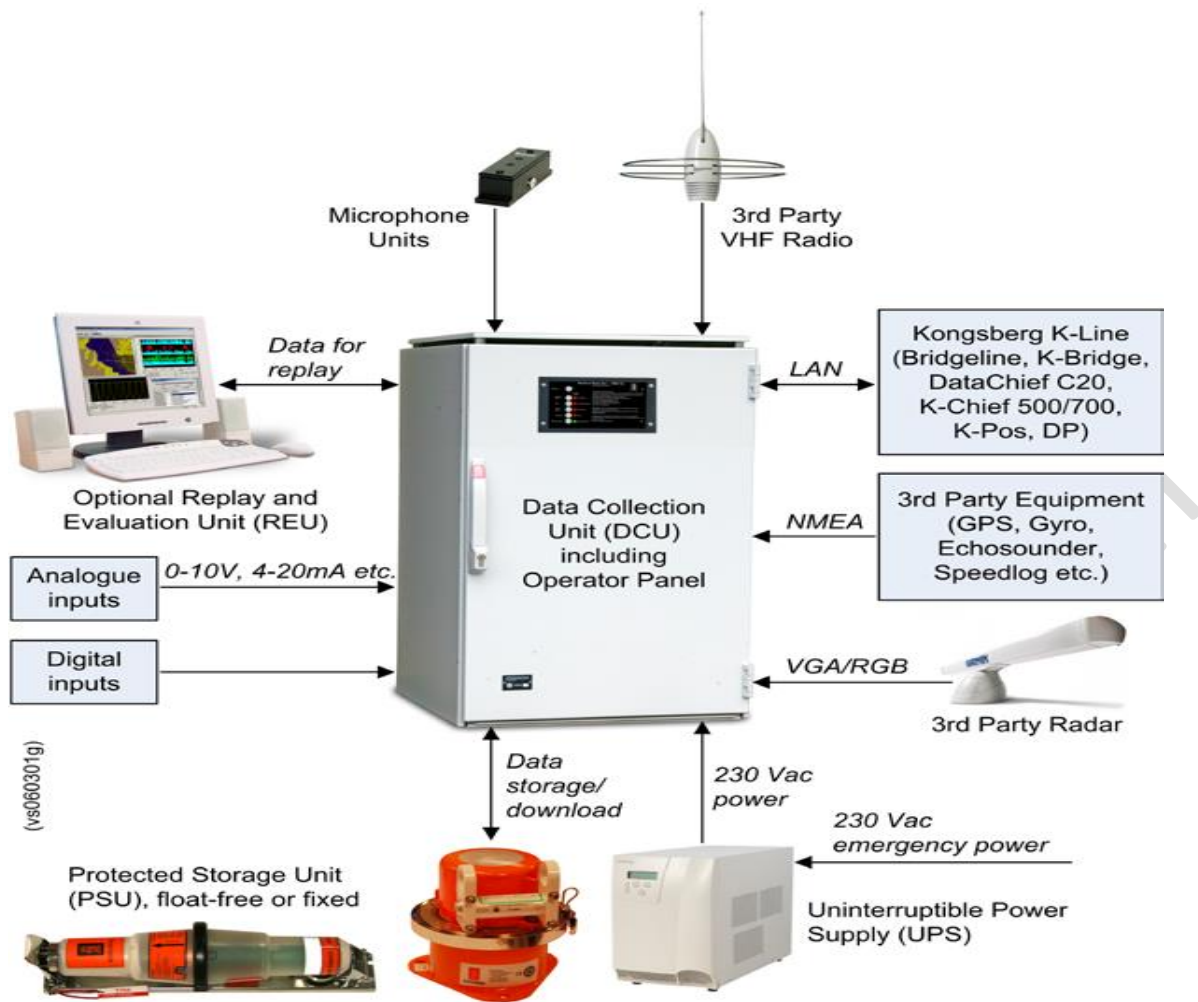 Microphone
Units
3rd Party
VHF Radio
Data for
replay
LAN
Kongsberg K-Line
(Bridgeline, K-Bridge,
DataChief C20,
K-Chief 500/700,
K-Pos, DP)
Optional Replay and
Evaluation Unit (REU)
Data Collection
Unit (DCU)
including
Operator Panel
NMEA
3rd Party Equipment
(GPS, Gyro,
Echosounder,
Speedlog etc.)
Analogue
inputs
0-10V, 4-20mA etc.
Digital
inputs
VGA/RGB
3rd Party Radar
(vs060301g)
Data
storage/
download
230 Vac
power
230 Vac
emergency power
Protected Storage Unit
(PSU), float-free or fixed
Uninterruptible Power
Supply (UPS)